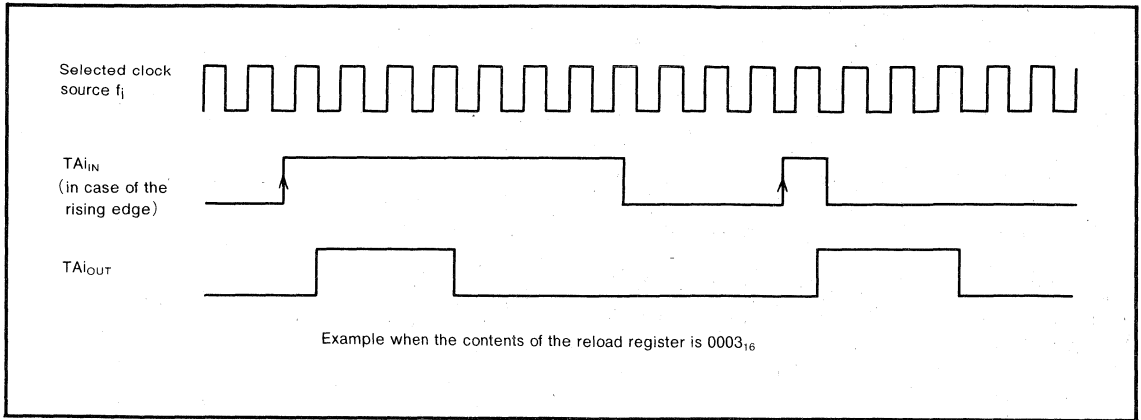 Selected clock
source fi
TAiIN
(in case of the
rising edge)
TAiOUT
Example when the contents of the reload register is 000316